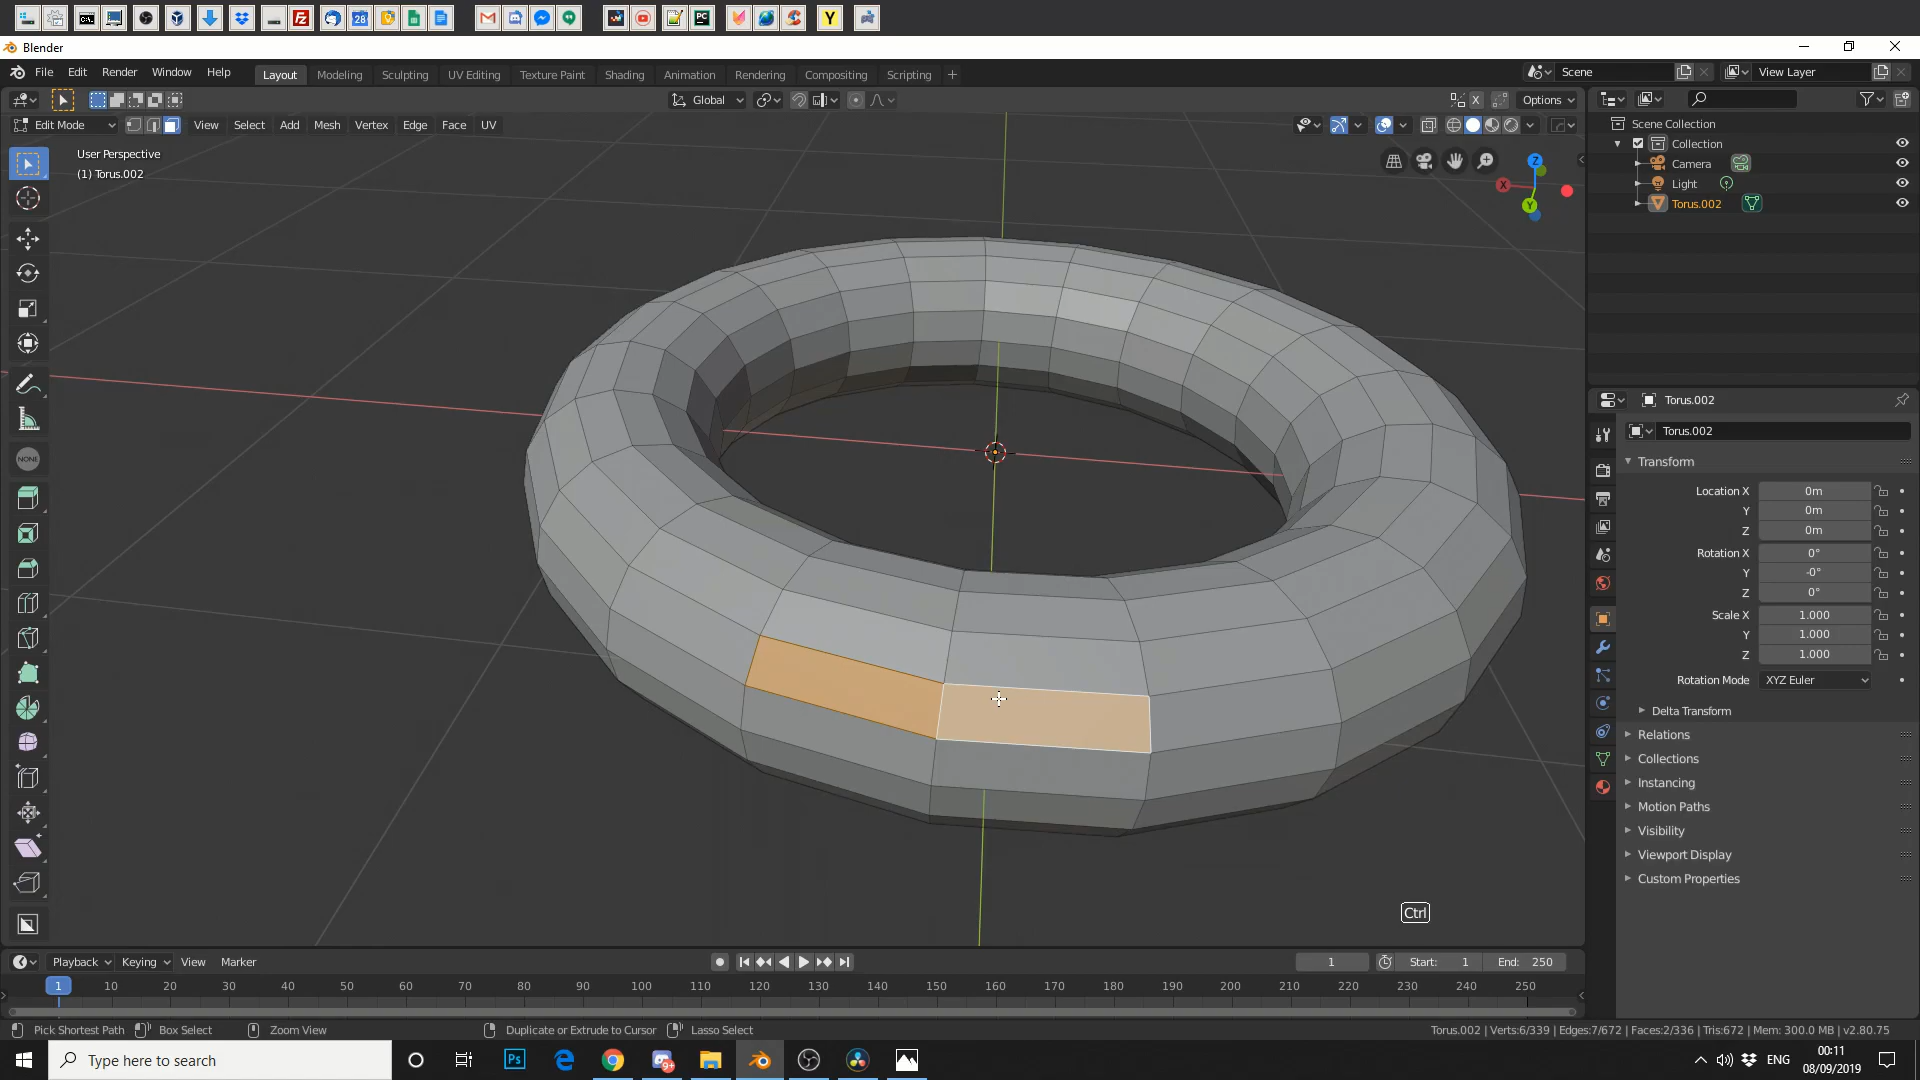 28
PC
Y
Blender
File Edit Render Window Help Layout Modeling Sculpting UV Editing Texture Paint Shading Animation Rendering Compositing Scripting + Scene View Layer
Global X Options
Edit Mode View Select Add Mesh Vertex Edge Face UV
User Perspective
(1) Torus.002
Z
X
Y
NONE
Ctrl
Scene Collection
Collection
Camera
Light
Torus.002
Torus.002
Torus.002
Transform
Location X 0m
Y 0m
Z 0m
Rotation X 0°
Y -0°
Z 0°
Scale X 1.000
Y 1.000
Z 1.000
Rotation Mode XYZ Euler
Delta Transform
Relations
Collections
Instancing
Motion Paths
Visibility
Viewport Display
Custom Properties
Playback Keying View Marker 1 Start: 1 End: 250
1 10 20 30 40 50 60 70 80 90 100 110 120 130 140 150 160 170 180 190 200 210 220 230 240 250
Pick Shortest Path Box Select Zoom View Duplicate or Extrude to Cursor Lasso Select Torus.002 | Verts:6/339 | Edges:7/672 | Faces:2/336 | Tris:672 | Mem: 300.0 MB | v2.80.75
Type here to search Ps 9+ ENG 00:11
08/09/2019